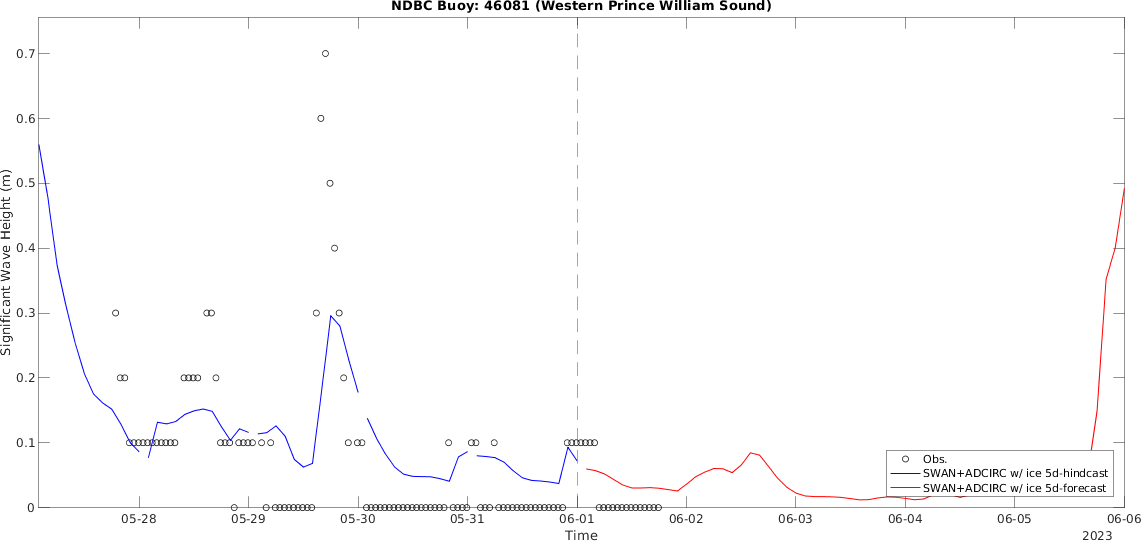 NDBC Buoy: 46081 (Western Prince William Sound)
0.7
0.6
0.5
0.4
0.3
0.2
0.1
0
Significant Wave Height (m)
Obs.
SWAN+ADCIRC w/ ice 5d-hindcast
SWAN+ADCIRC w/ ice 5d-forecast
05-28 05-29 05-30 05-31 06-01 06-02 06-03 06-04 06-05 06-06
Time
2023